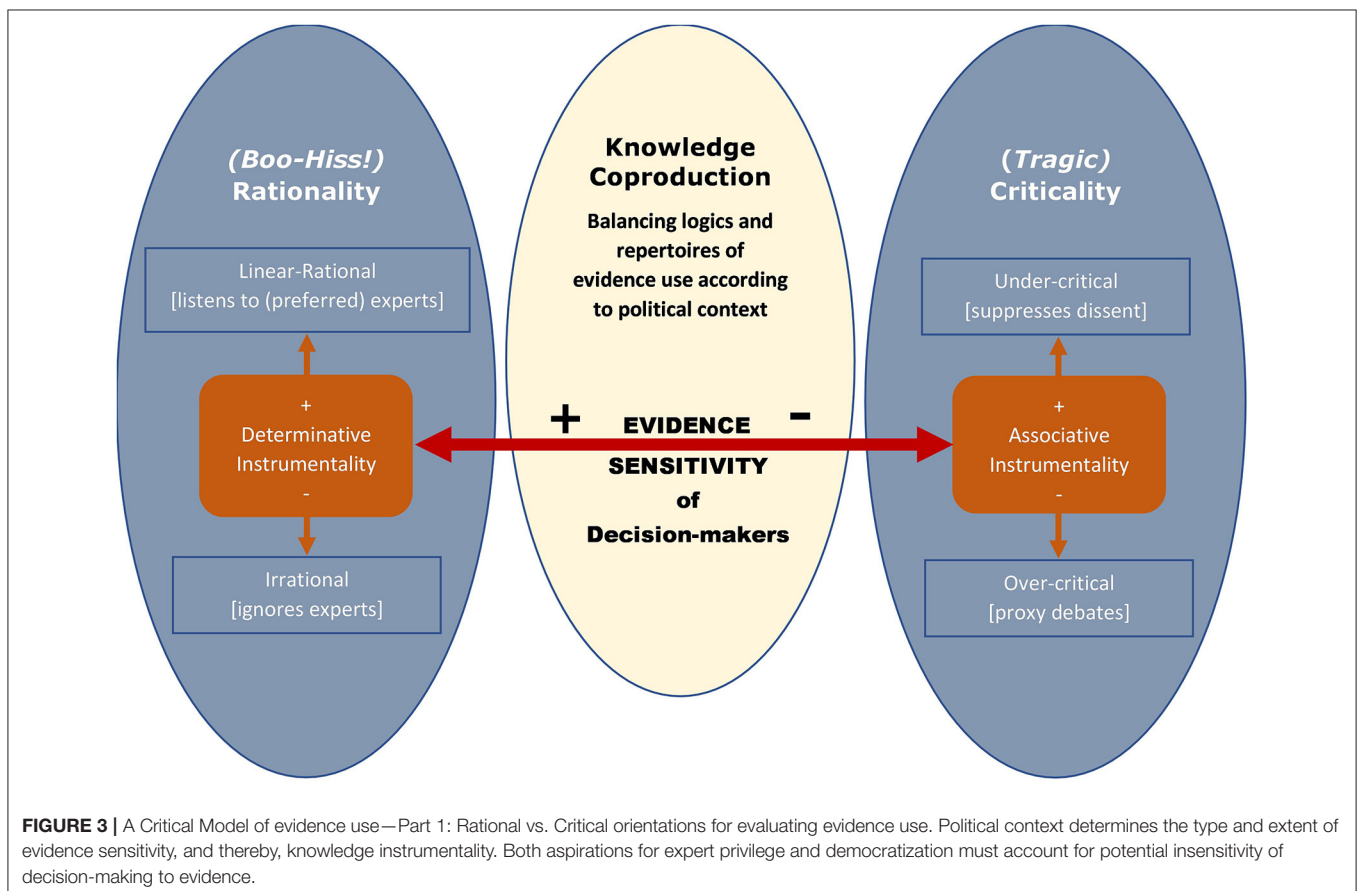 (Boo-Hiss!)
Rationality
Linear-Rational
[listens to (preferred) experts]
+
Determinative
Instrumentality
-
Irrational
[ignores experts]
Knowledge
Coproduction
Balancing logics and
repertoires of
evidence use according
to political context
+ EVIDENCE -
SENSITIVITY
of
Decision-makers
(Tragic)
Criticality
Under-critical
[suppresses dissent]
+
Associative
Instrumentality
-
Over-critical
[proxy debates]
FIGURE 3 | A Critical Model of evidence use—Part 1: Rational vs. Critical orientations for evaluating evidence use. Political context determines the type and extent of
evidence sensitivity, and thereby, knowledge instrumentality. Both aspirations for expert privilege and democratization must account for potential insensitivity of
decision-making to evidence.